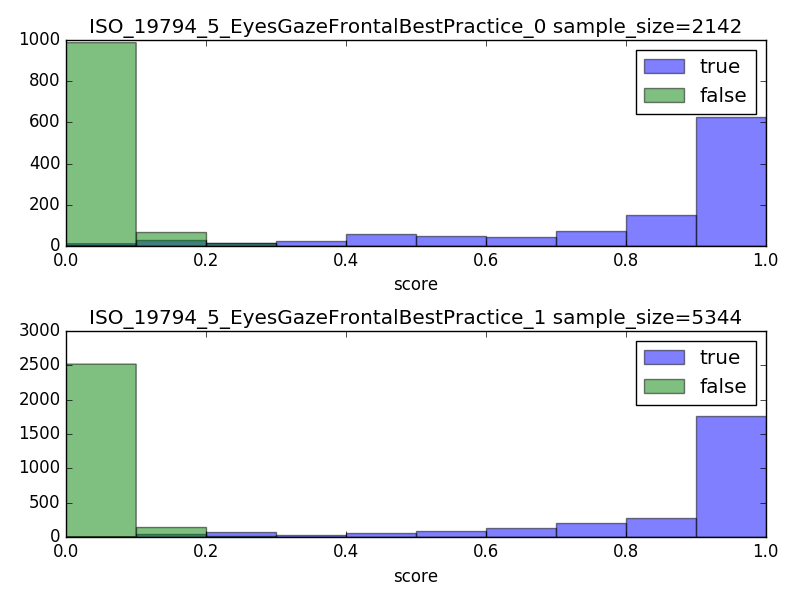 ISO_19794_5_EyesGazeFrontalBestPractice_0 sample_size=2142
1000
800
600
400
200
0
true
false
0.0 0.2 0.4 0.6 0.8 1.0
score
ISO_19794_5_EyesGazeFrontalBestPractice_1 sample_size=5344
3000
2500
2000
1500
1000
500
0
true
false
0.0 0.2 0.4 0.6 0.8 1.0
score